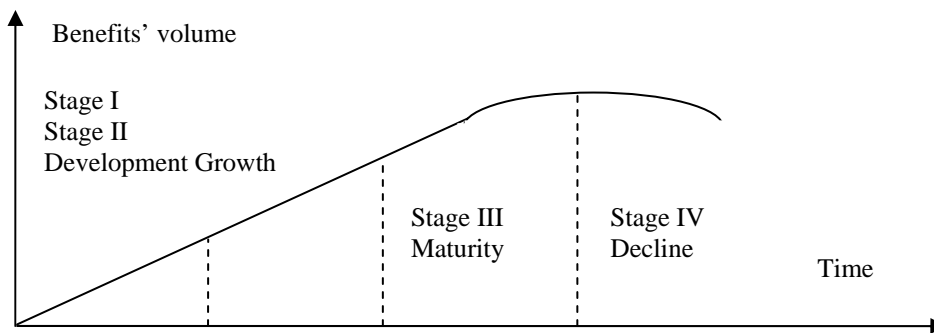 Benefits’ volume
Stage I
Stage II
Development Growth
Stage III
Maturity
Stage IV
Decline
Time